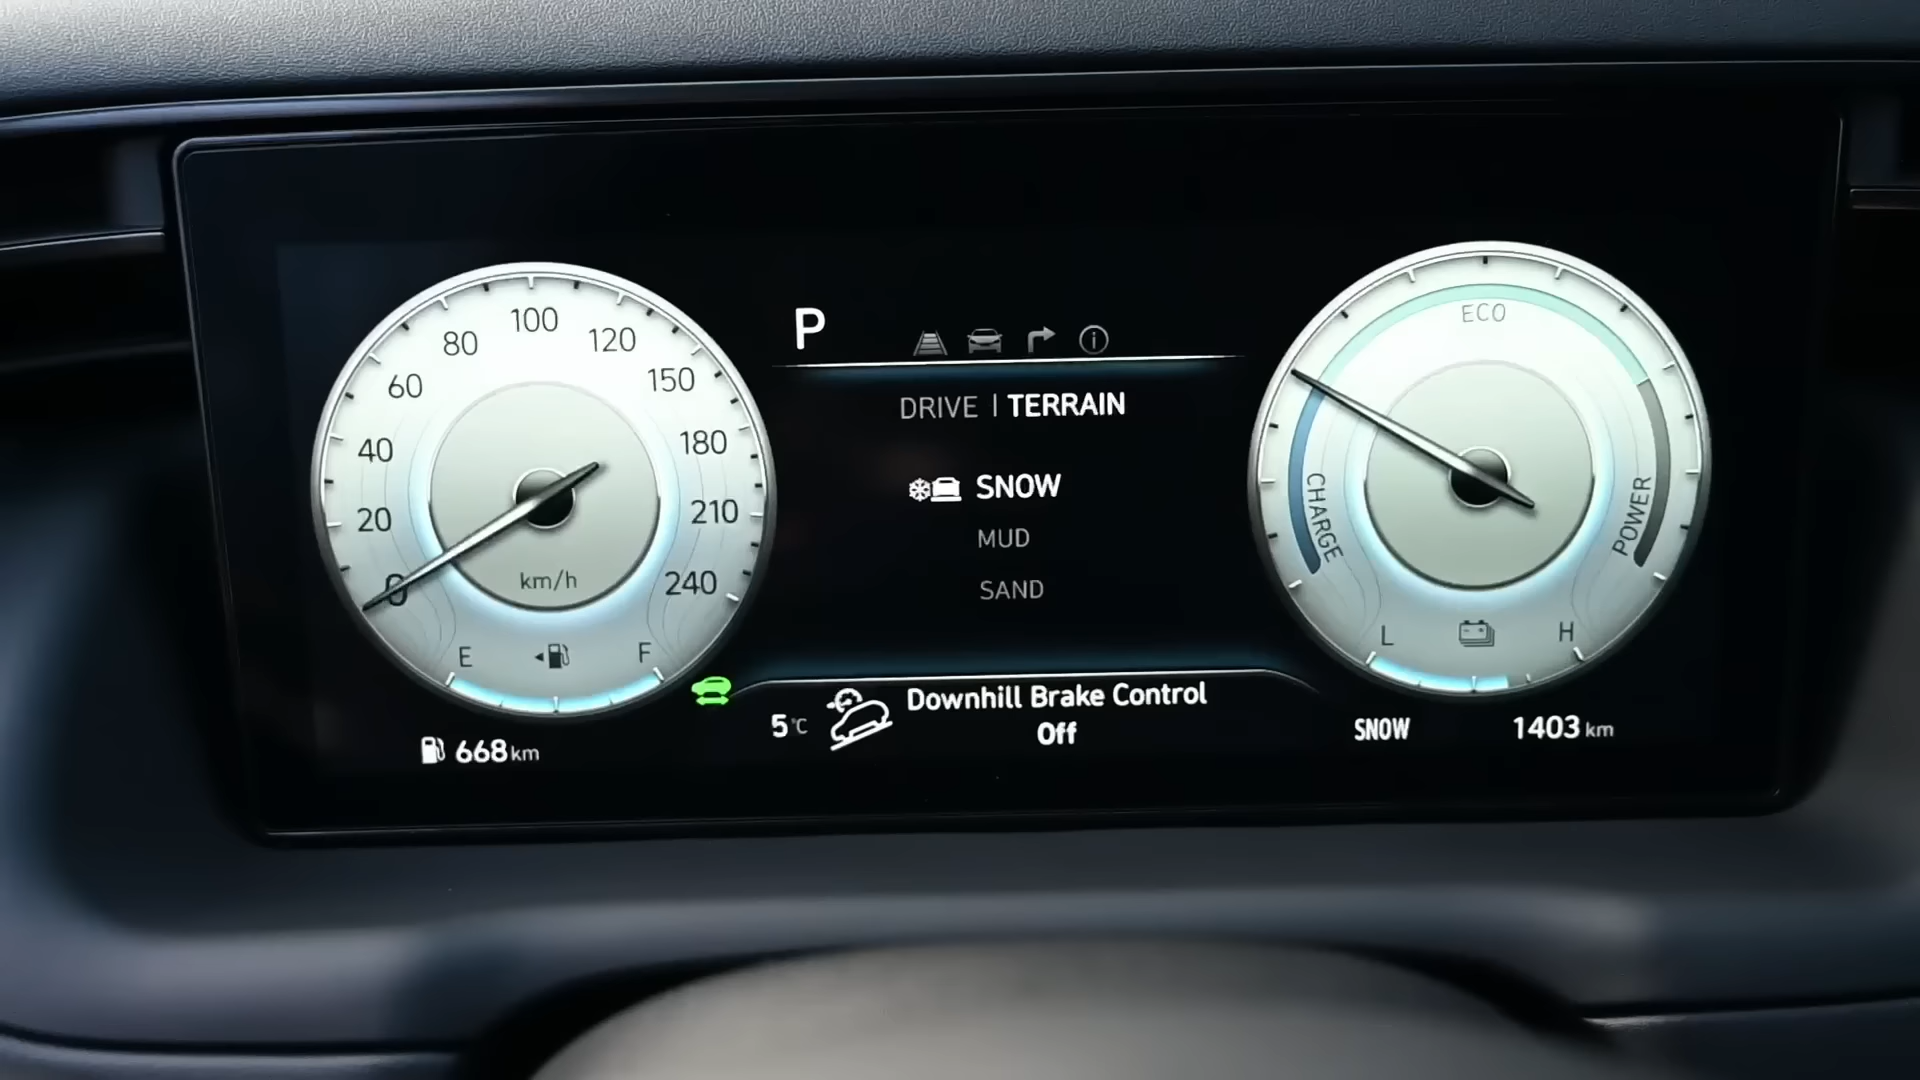 100
80
120
60
150
40
180
20
210
0
240
km/h
E
F
668 km
P
DRIVE | TERRAIN
SNOW
MUD
SAND
5°C
Downhill Brake Control
Off
ECO
CHARGE
POWER
L
H
SNOW
1403 km